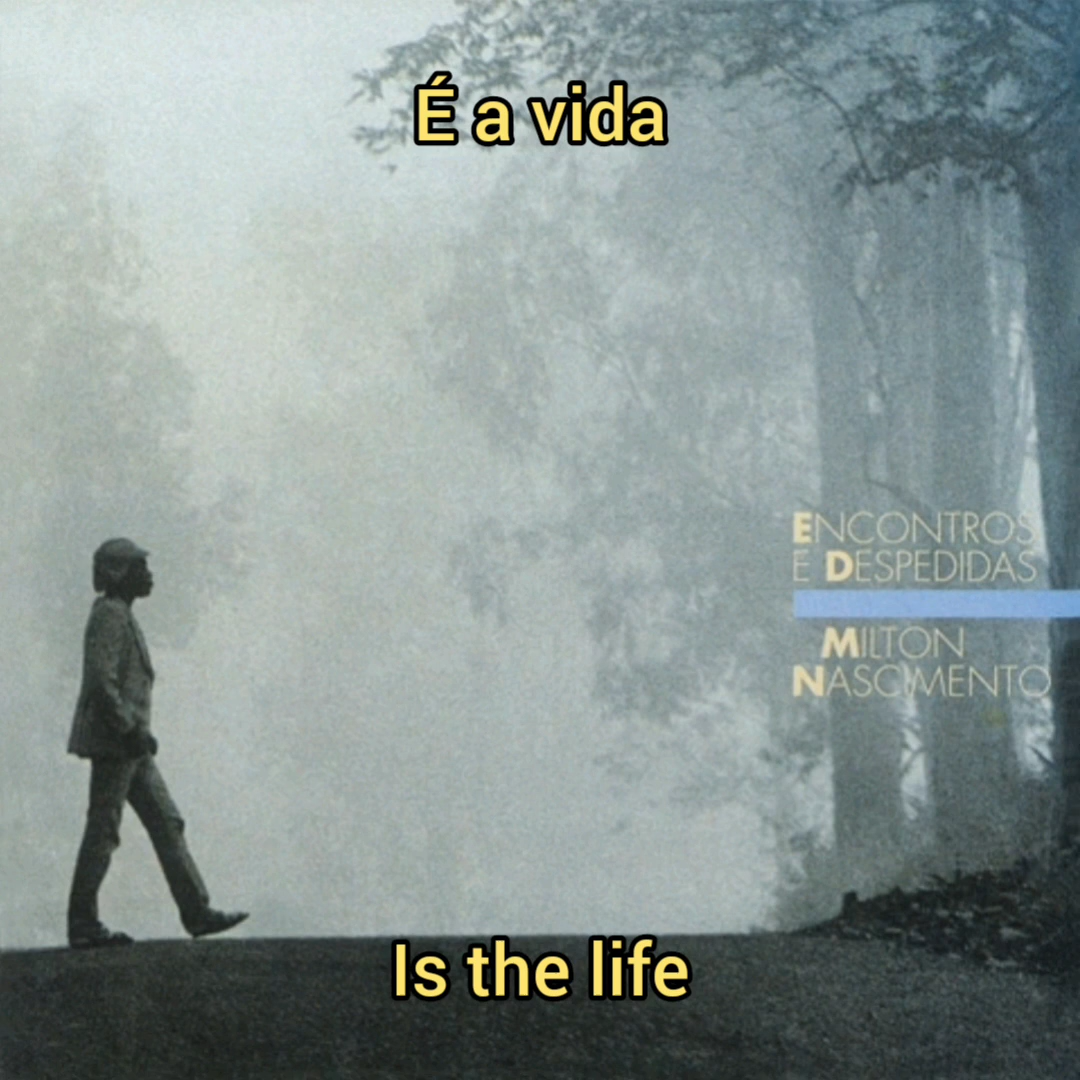 É a vida
ENCONTROS
E DESPEDIDAS
MILTON
NASCIMENTO
Is the life